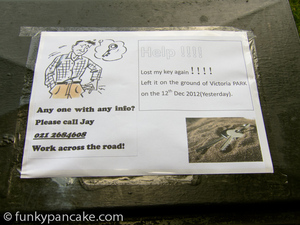 Help !!!!
Lost my key again !!!!
Left it on the ground of Victoria PARK
on the 12th Dec 2012(Yesterday).
Any one with any info?
Please call Jay
021 2684608
Work across the road!
© funkypancake.com